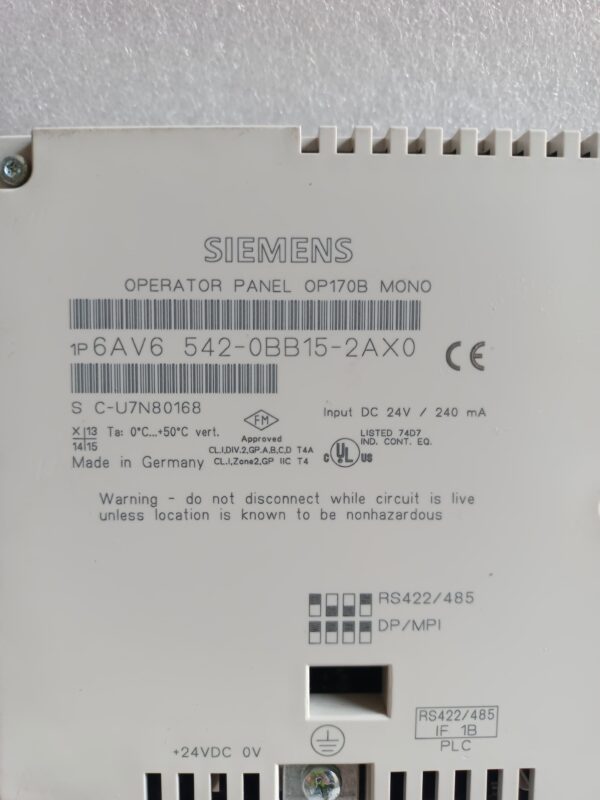 SIEMENS
OPERATOR PANEL OP170B MONO
1P 6AV6 542-0BB15-2AX0
CE
S C-U7N80168
Input DC 24V / 240 mA
X 13
14 15
Ta: 0°C...+50°C vert.
FM
Approved
CL.I,DIV.2,GP.A,B,C,D T4A
CL.I,Zone2,GP IIC T4
C UL US
LISTED 74D7
IND. CONT. EQ.
Made in Germany
Warning - do not disconnect while circuit is live
unless location is known to be nonhazardous
RS422/485
DP/MPI
RS422/485
IF 1B
PLC
+24VDC 0V